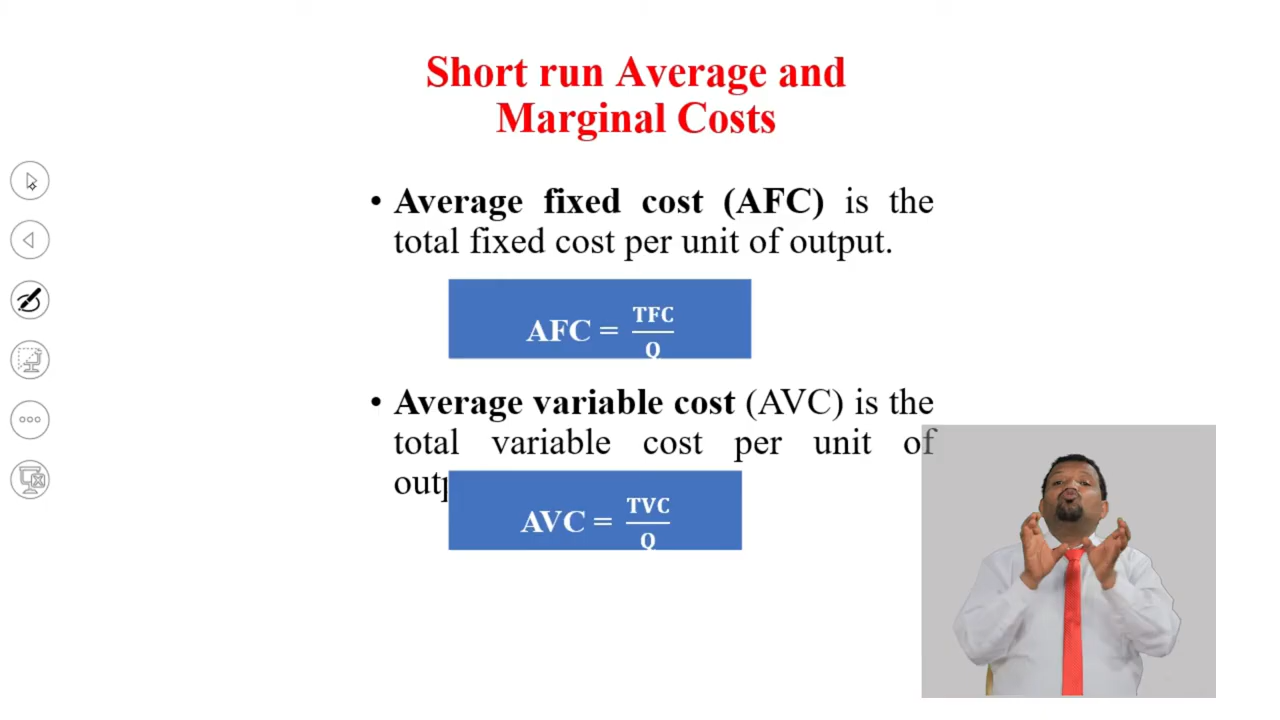 Short run Average and
Marginal Costs
• Average fixed cost (AFC) is the
total fixed cost per unit of output.
AFC = TFC/Q
• Average variable cost (AVC) is the
total variable cost per unit of
AVC = TVC/Q